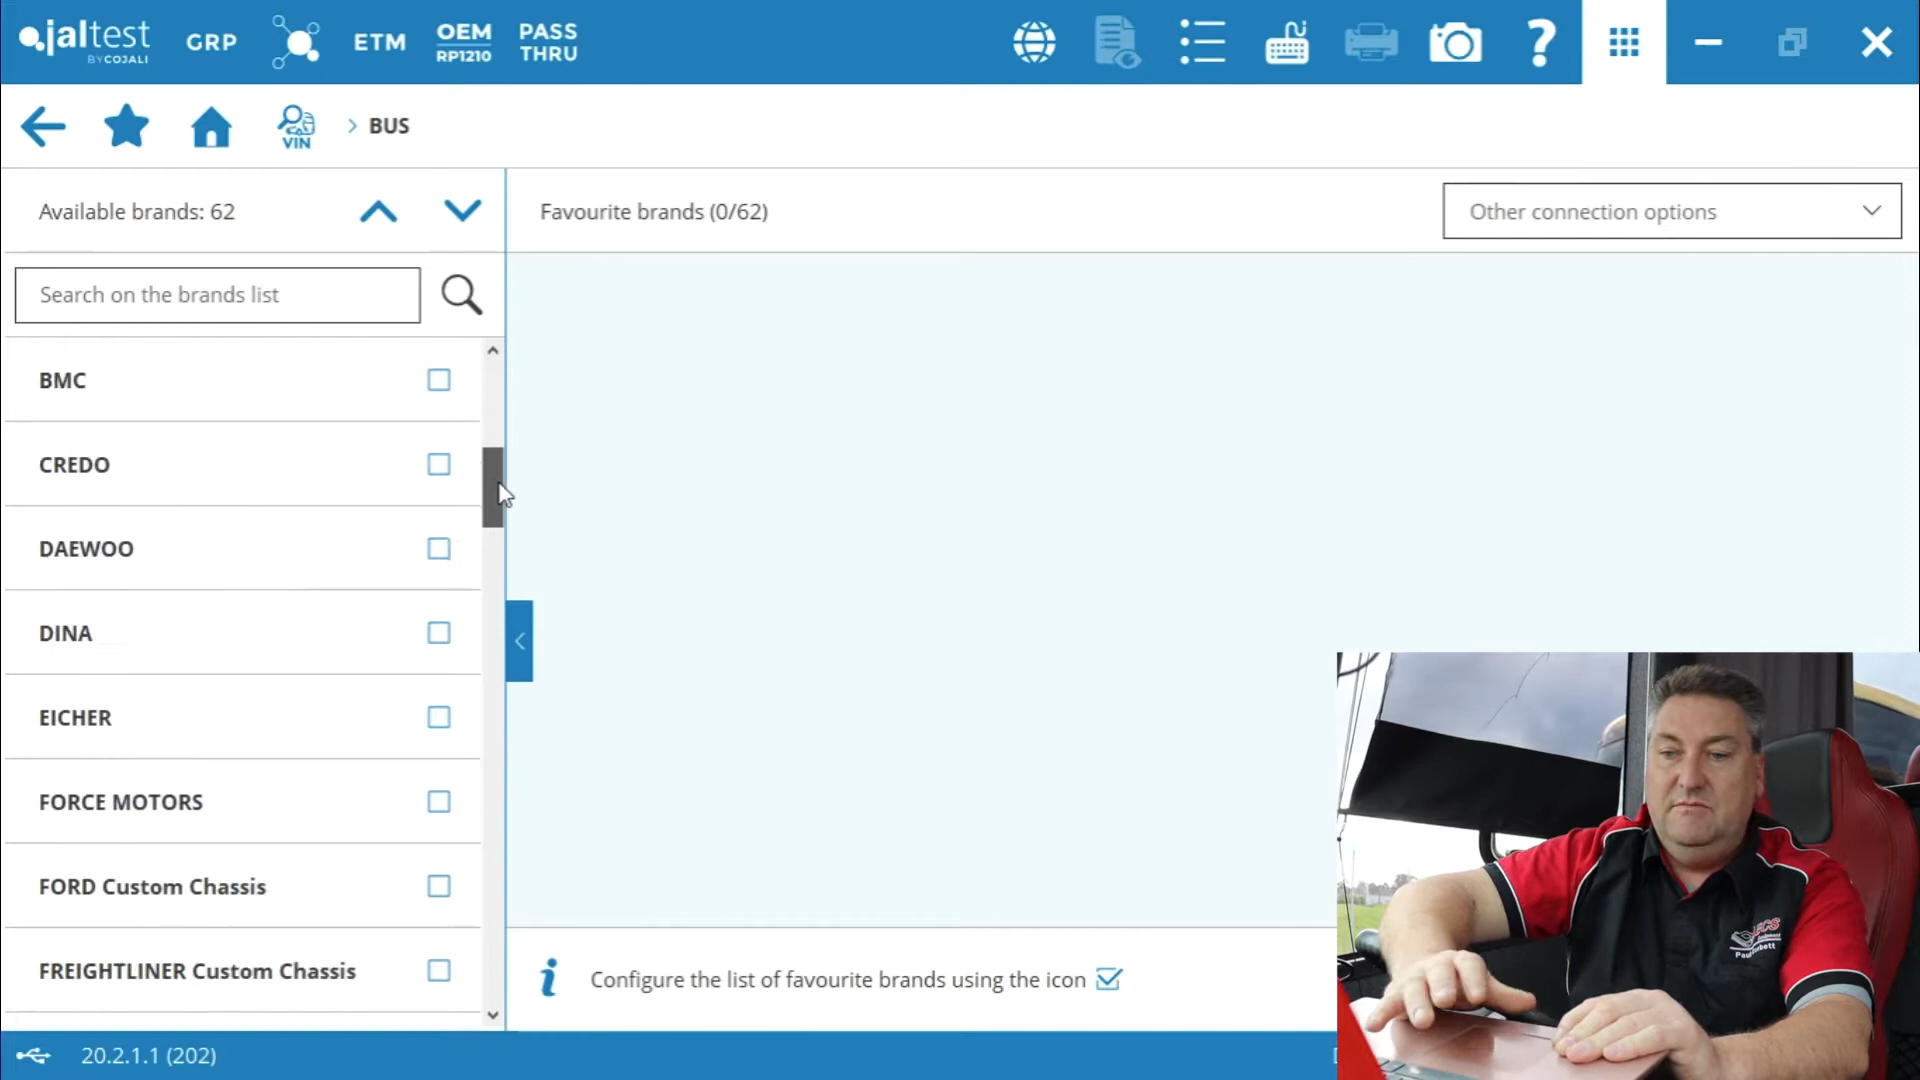 jaltest
BY COJALI
GRP
ETM
OEM
RP1210
PASS
THRU
?
VIN
> BUS
Available brands: 62
Favourite brands (0/62)
Other connection options
Search on the brands list
BMC
CREDO
DAEWOO
DINA
EICHER
FORCE MOTORS
FORD Custom Chassis
FREIGHTLINER Custom Chassis
i Configure the list of favourite brands using the icon
20.2.1.1 (202)